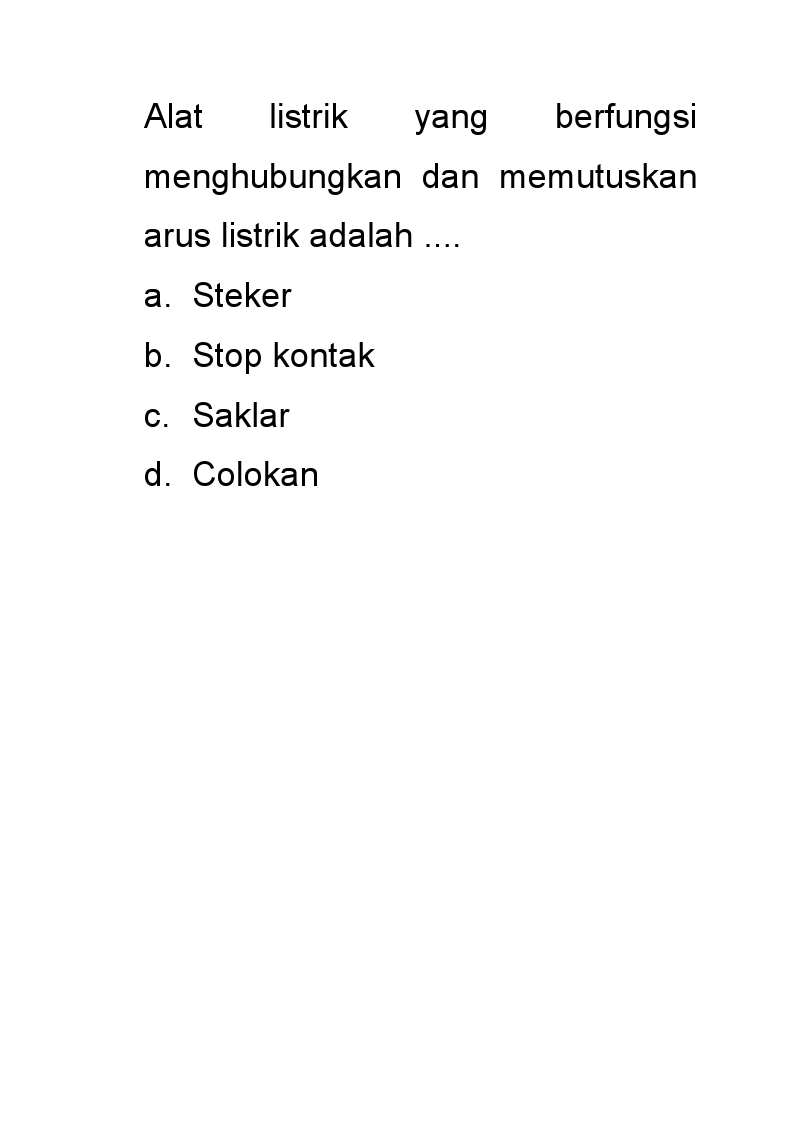 Alat listrik yang berfungsi
menghubungkan dan memutuskan
arus listrik adalah ....
a. Steker
b. Stop kontak
c. Saklar
d. Colokan